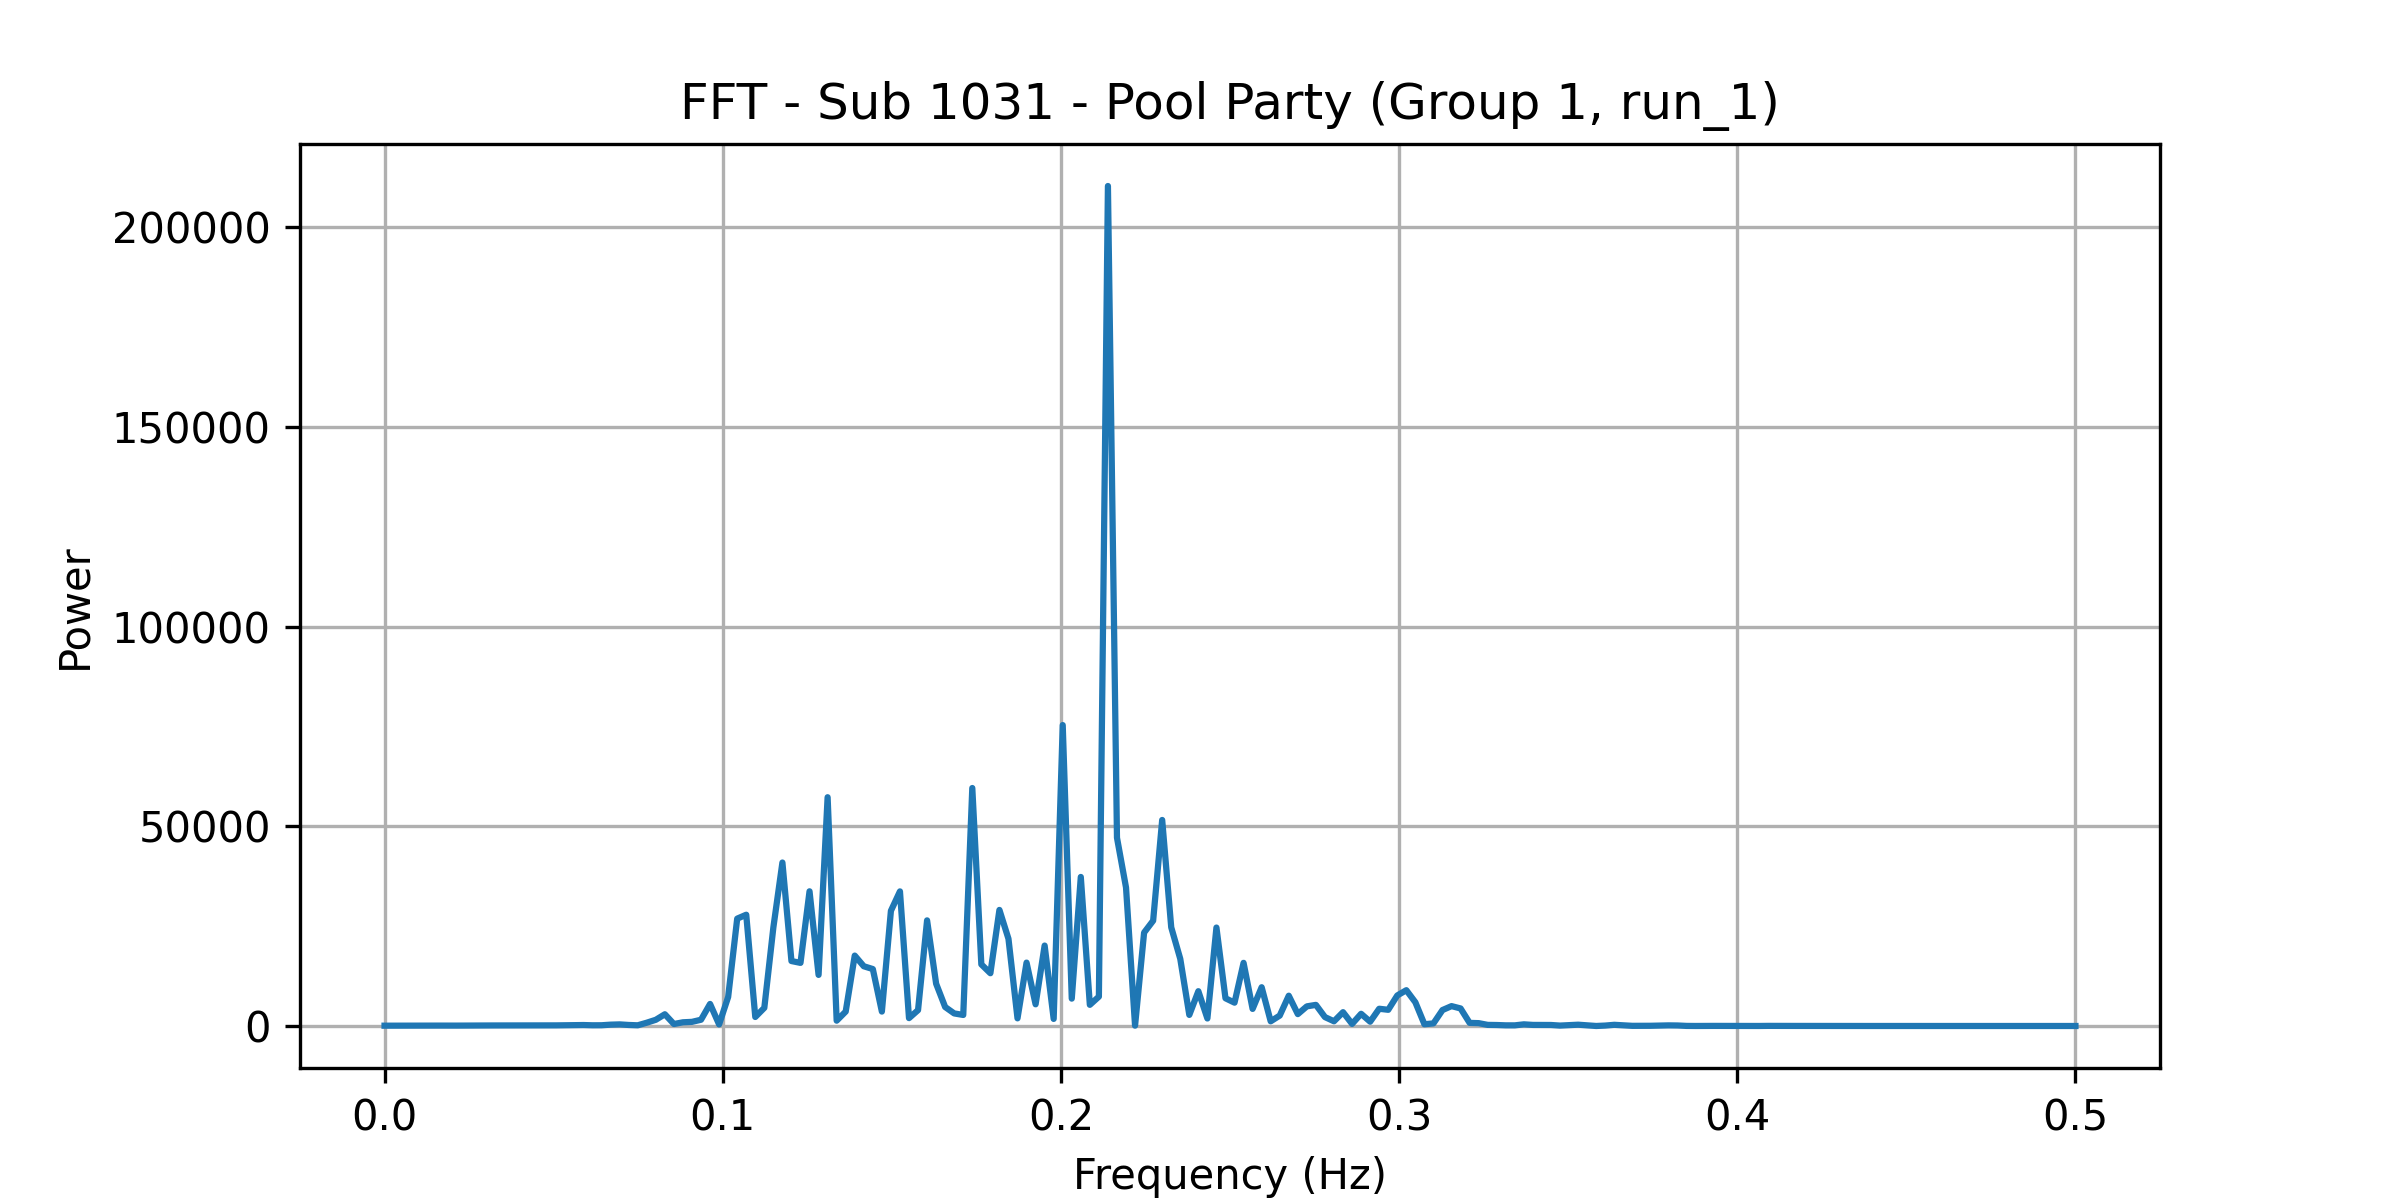 FFT - Sub 1031 - Pool Party (Group 1, run_1)
Power
200000
150000
100000
50000
0
0.0 0.1 0.2 0.3 0.4 0.5
Frequency (Hz)